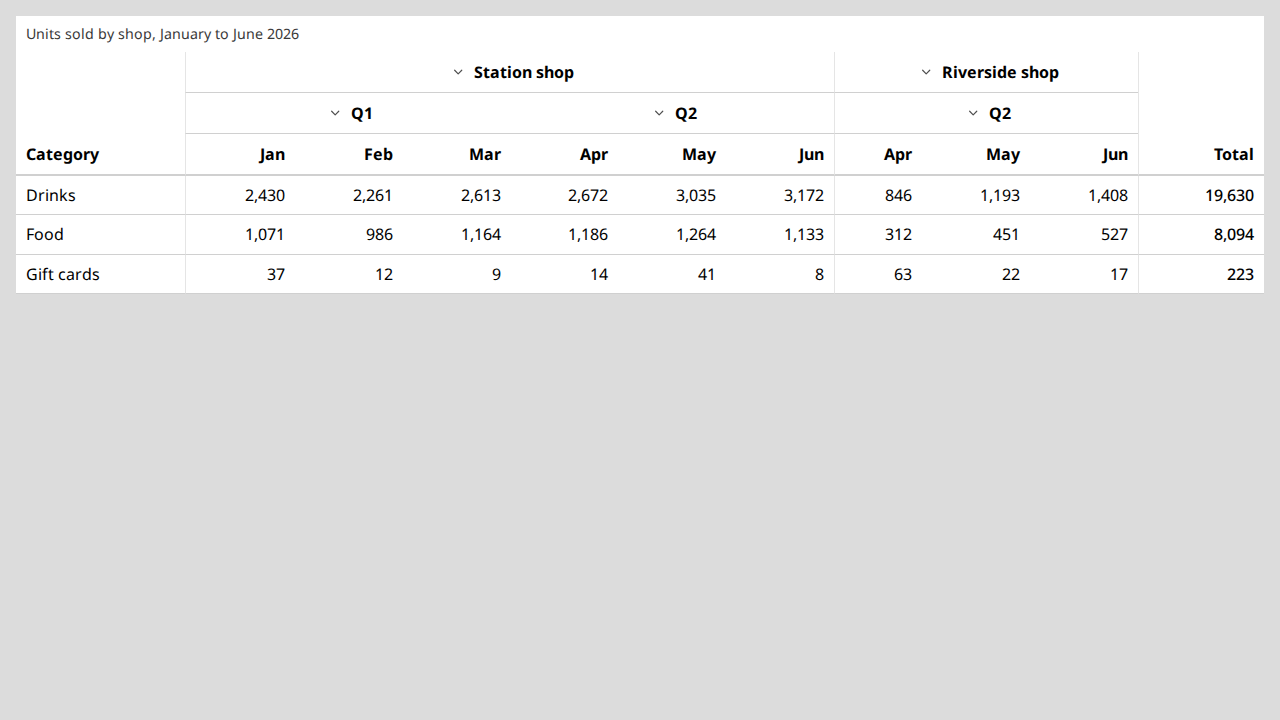 Units sold by shop, January to June 2026
Station shop Riverside shop
Q1 Q2 Q2
Category Jan Feb Mar Apr May Jun Apr May Jun Total
Drinks 2,430 2,261 2,613 2,672 3,035 3,172 846 1,193 1,408 19,630
Food 1,071 986 1,164 1,186 1,264 1,133 312 451 527 8,094
Gift cards 37 12 9 14 41 8 63 22 17 223